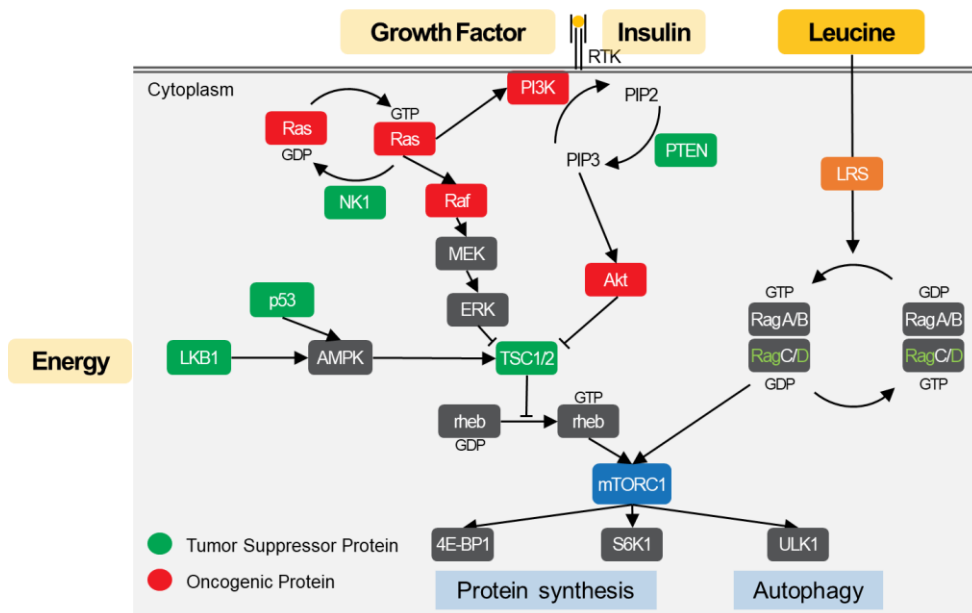 Growth Factor
Insulin
Leucine
RTK
Cytoplasm
PI3K
PIP2
GTP
Ras
Ras
GDP
PTEN
PIP3
NK1
Raf
LRS
MEK
Akt
p53
ERK
GTP
GDP
RagA/B
RagA/B
Energy
LKB1
AMPK
TSC1/2
RagC/D
RagC/D
GDP
GTP
GTP
rheb
rheb
GDP
mTORC1
4E-BP1
S6K1
ULK1
Tumor Suppressor Protein
Oncogenic Protein
Protein synthesis
Autophagy